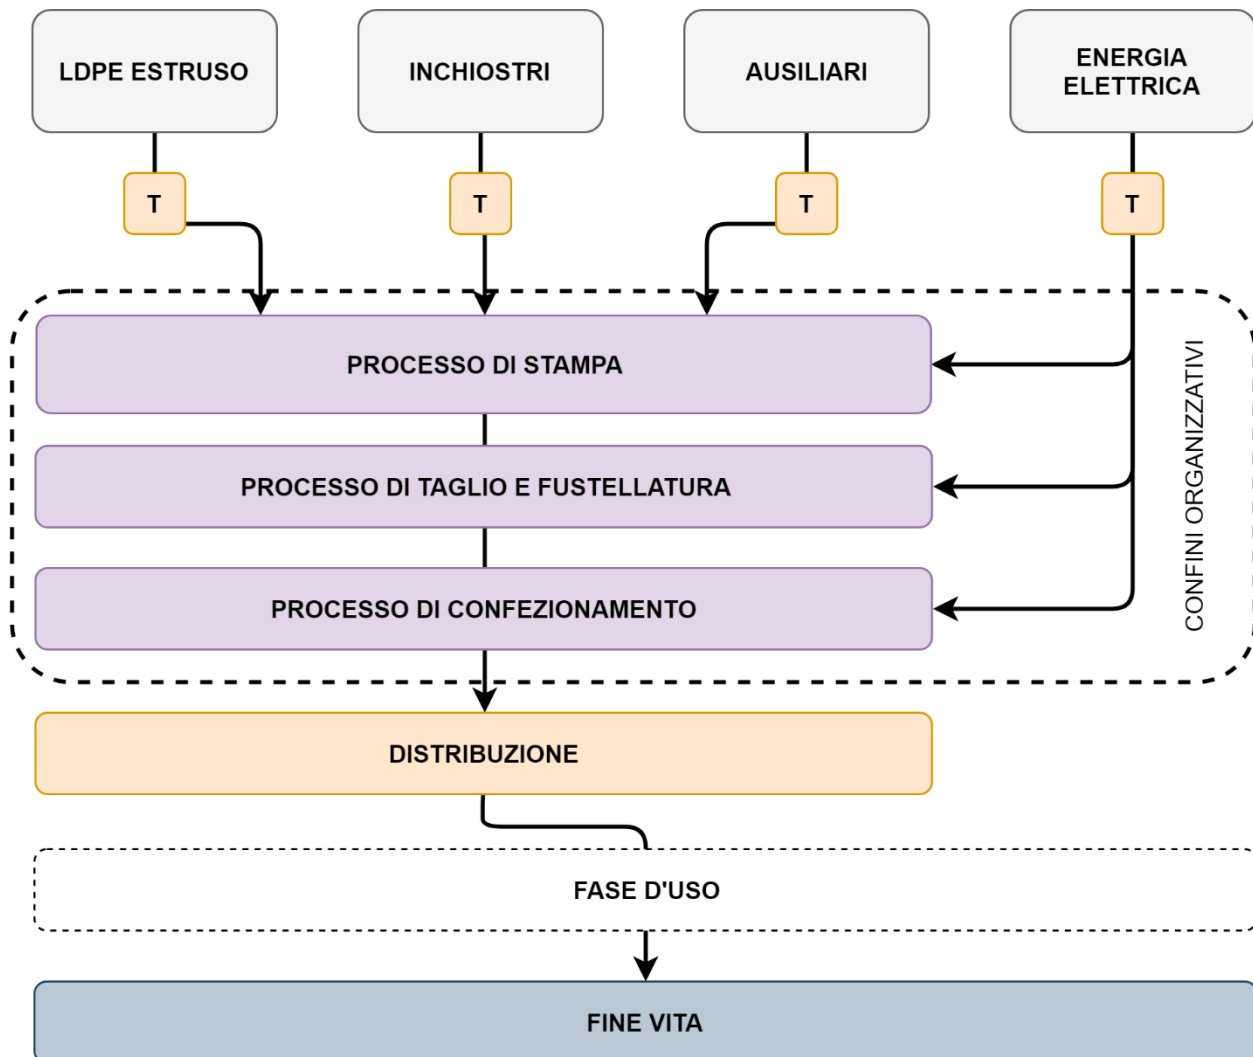 LDPE ESTRUSO
INCHIOSTRI
AUSILIARI
ENERGIA
ELETTRICA
T
T
T
T
PROCESSO DI STAMPA
PROCESSO DI TAGLIO E FUSTELLATURA
PROCESSO DI CONFEZIONAMENTO
CONFINI ORGANIZZATIVI
DISTRIBUZIONE
FASE D'USO
FINE VITA